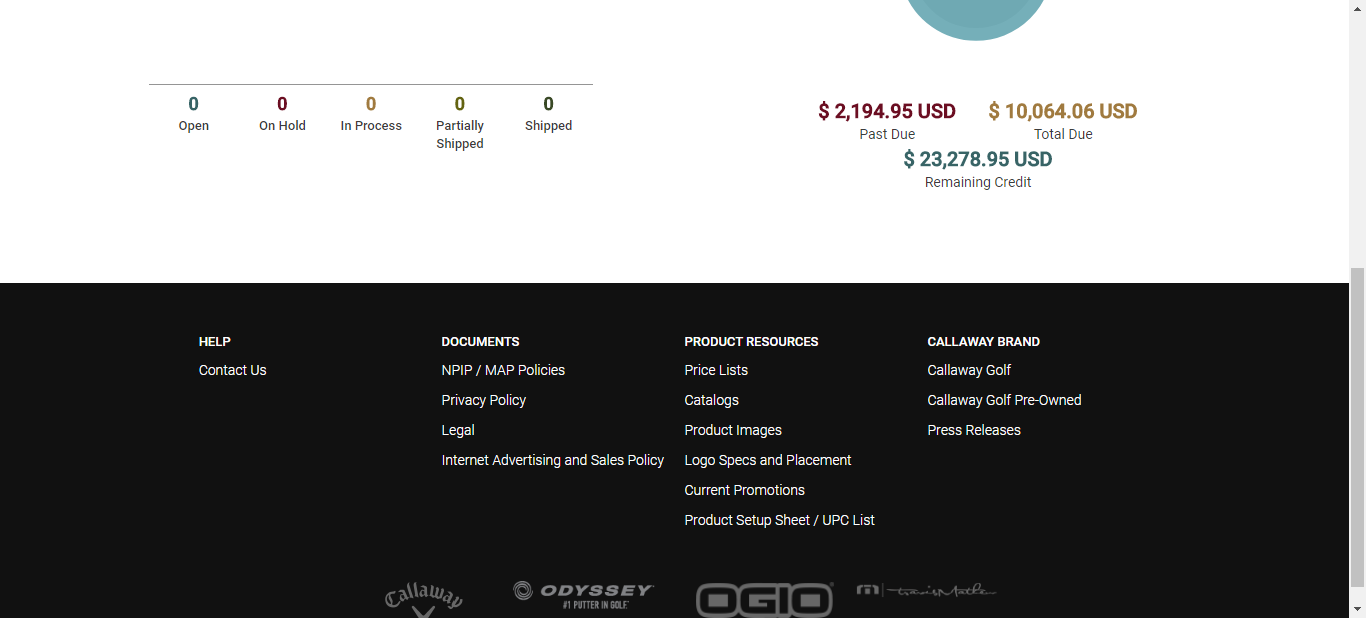 0 0 0 0 0
Open On Hold In Process Partially Shipped Shipped
$ 2,194.95 USD $ 10,064.06 USD
Past Due Total Due
$ 23,278.95 USD
Remaining Credit
HELP
Contact Us
DOCUMENTS
NPIP / MAP Policies
Privacy Policy
Legal
Internet Advertising and Sales Policy
PRODUCT RESOURCES
Price Lists
Catalogs
Product Images
Logo Specs and Placement
Current Promotions
Product Setup Sheet / UPC List
CALLAWAY BRAND
Callaway Golf
Callaway Golf Pre-Owned
Press Releases
Callaway
ODYSSEY
#1 PUTTER IN GOLF
OGIO
m | TravisMathew